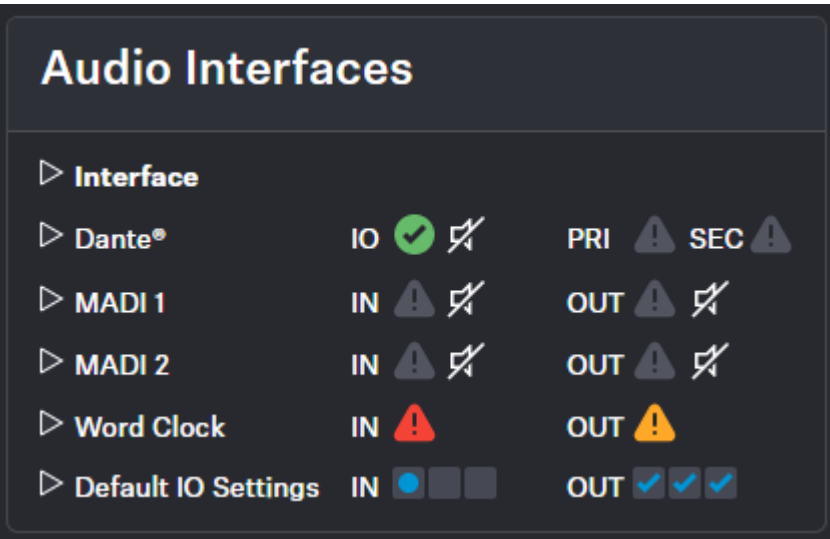 Audio Interfaces
Interface
Dante® IO PRI SEC
MADI 1 IN OUT
MADI 2 IN OUT
Word Clock IN OUT
Default IO Settings IN OUT